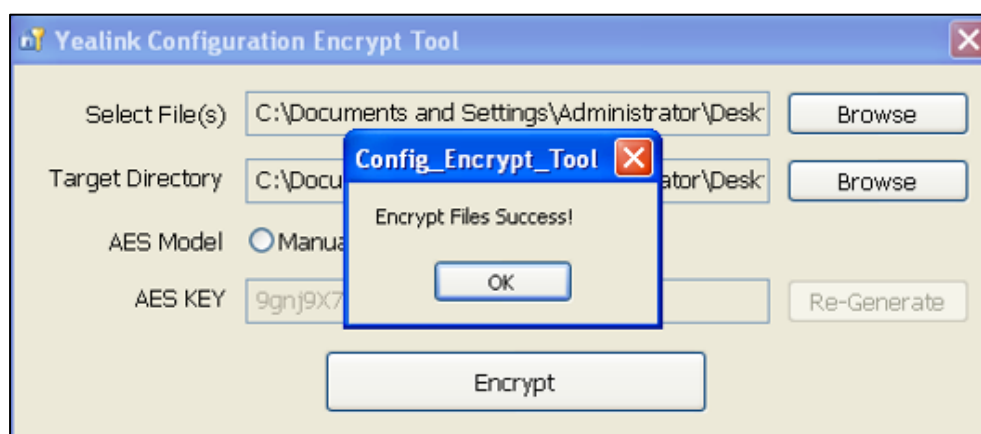 Yealink Configuration Encrypt Tool
Select File(s) C:\Documents and Settings\Administrator\Desk Browse
Config_Encrypt_Tool
Target Directory C:\Docu ator\Desk Browse
Encrypt Files Success!
AES Model Manua
OK
AES KEY 9gnj9X7 Re-Generate
Encrypt